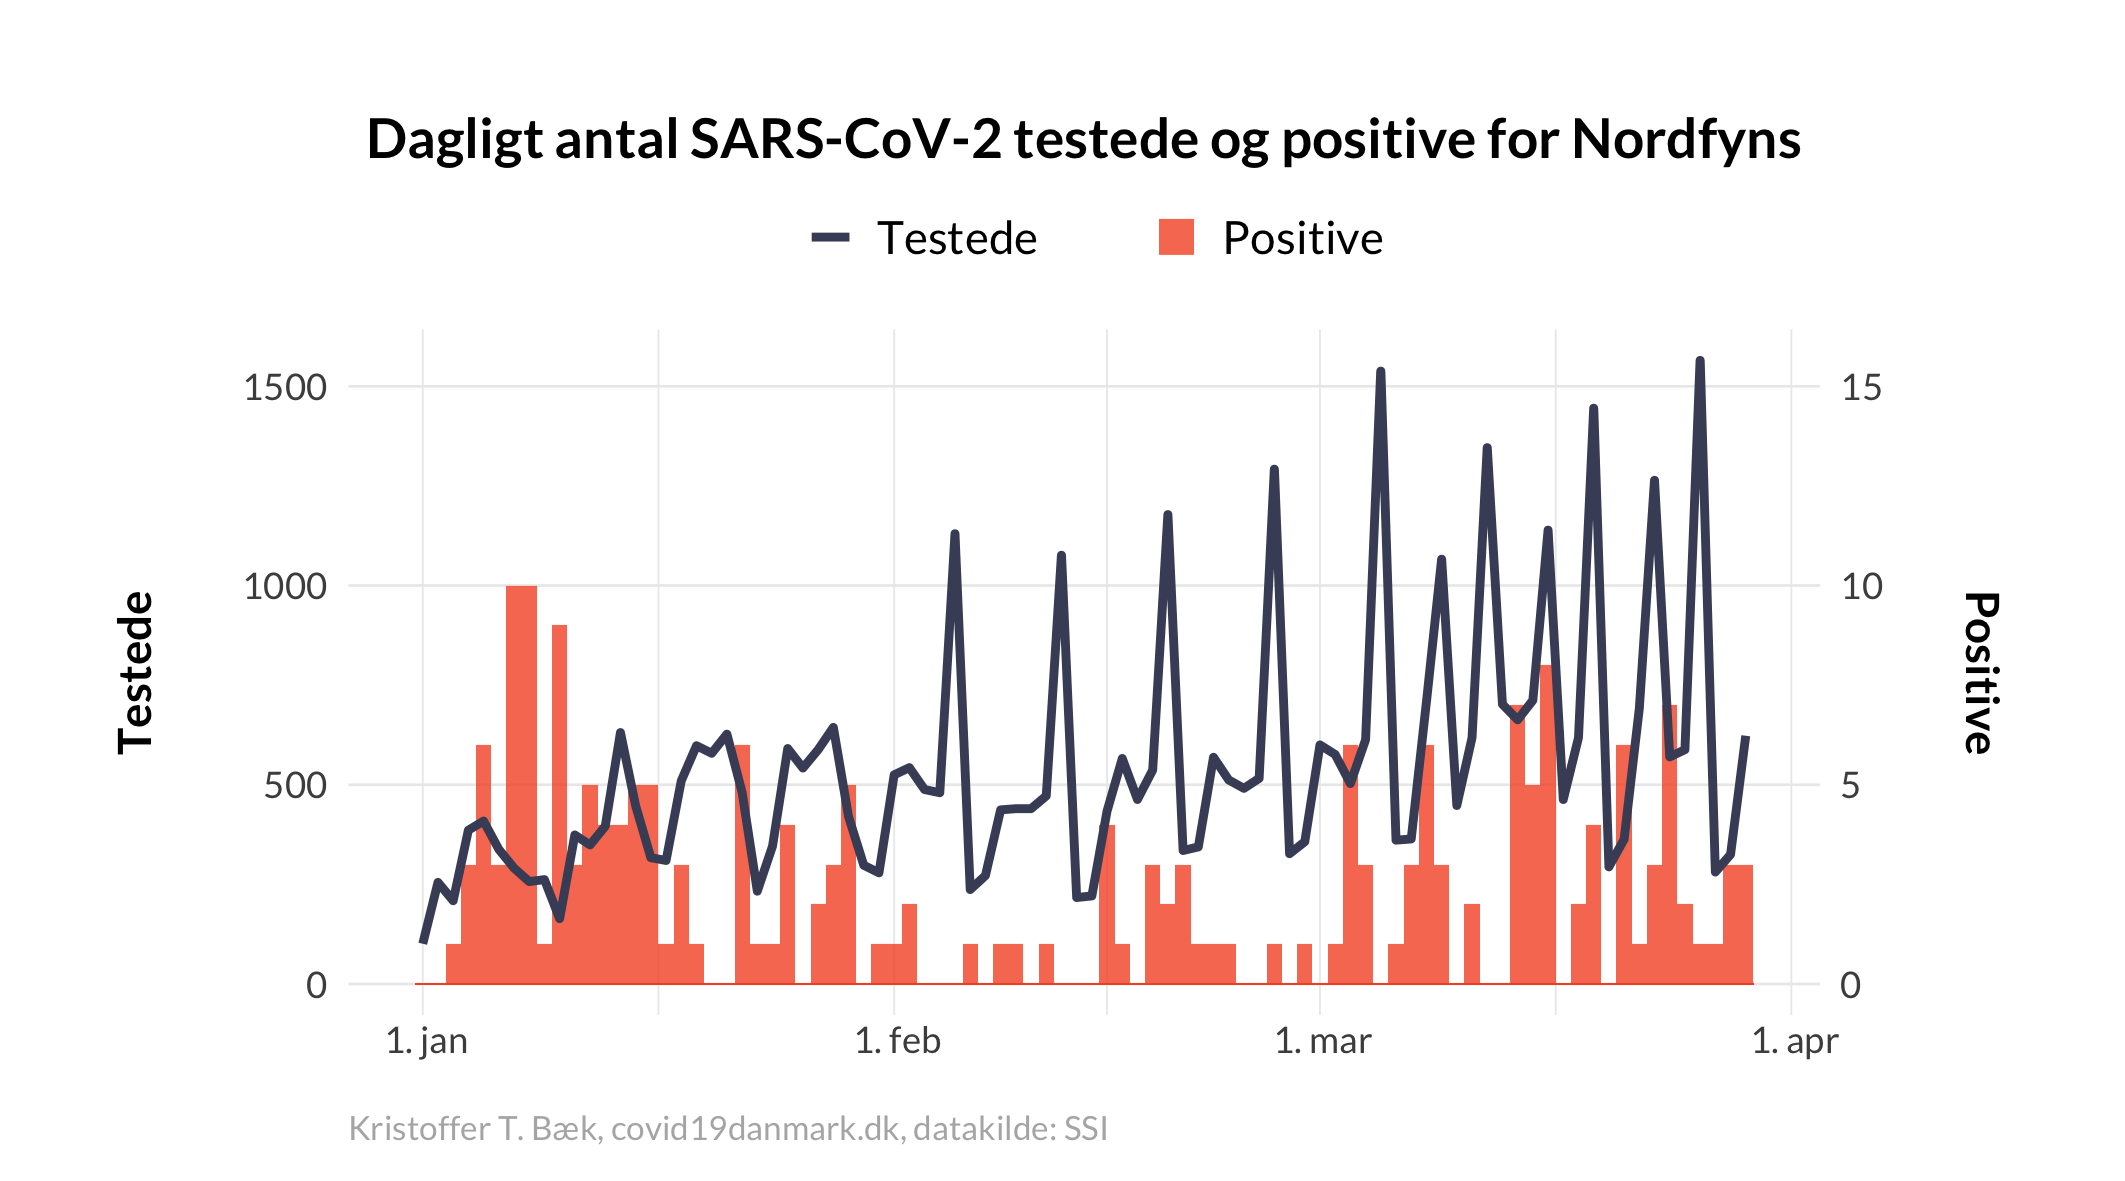 Dagligt antal SARS-CoV-2 testede og positive for Nordfyns
Testede Positive
1500 15
1000 10
500 5
0 0
Testede
Positive
1. jan 1. feb 1. mar 1. apr
Kristoffer T. Bæk, covid19danmark.dk, datakilde: SSI